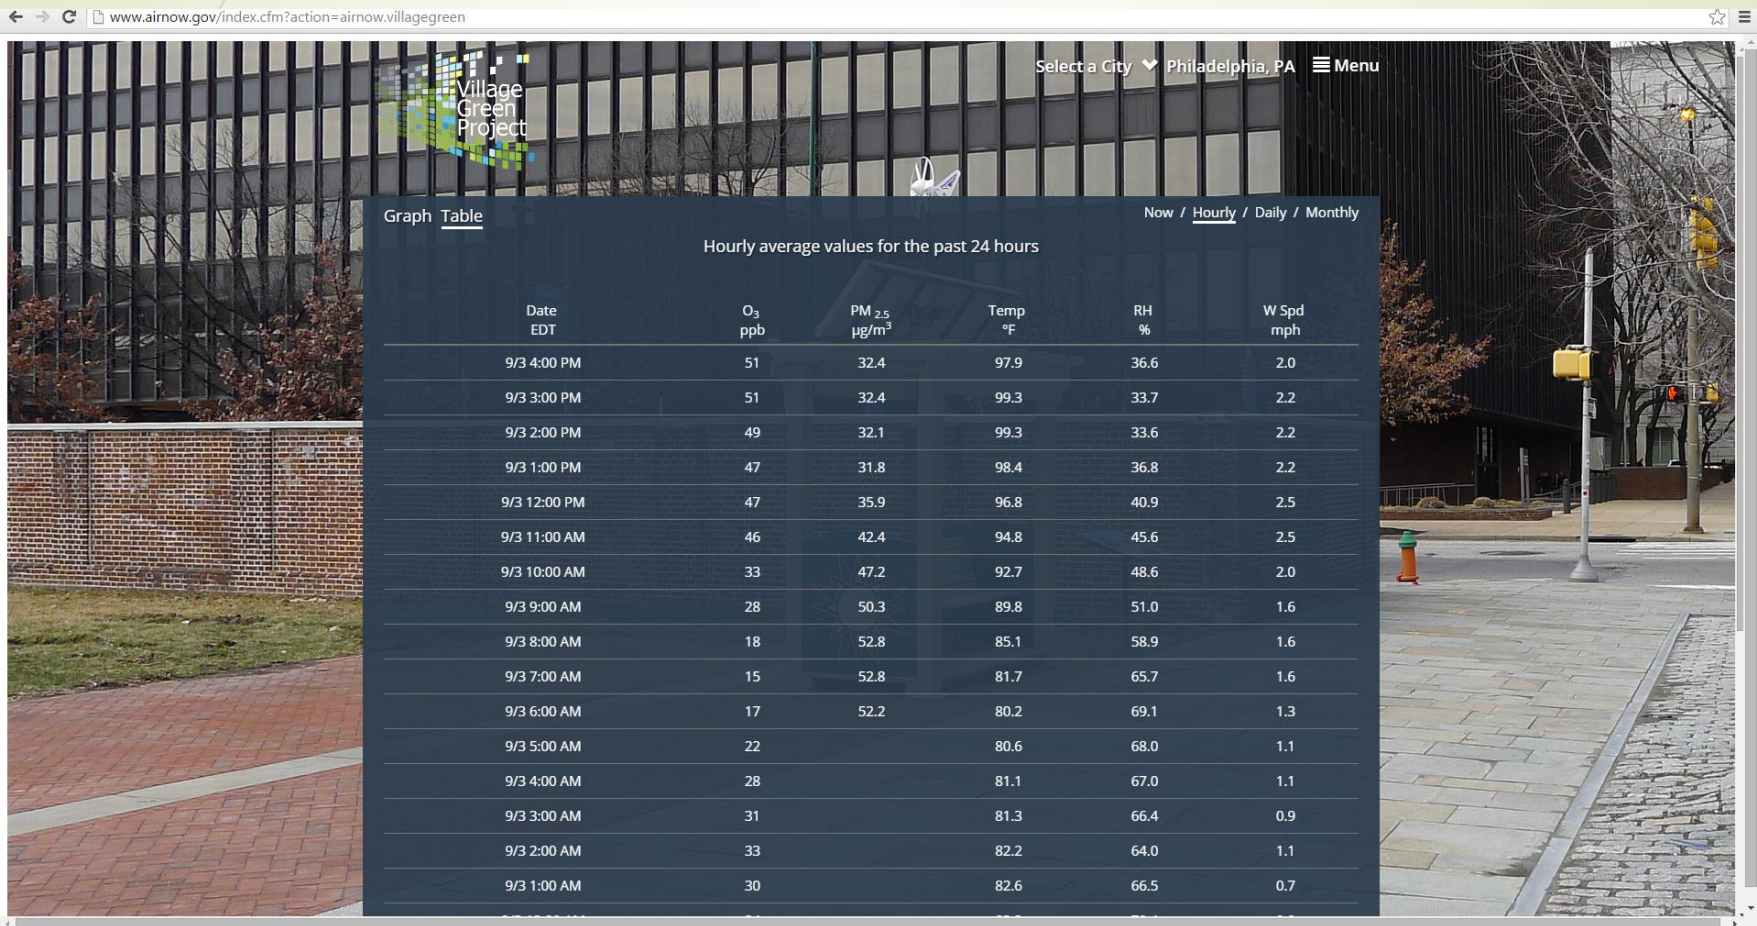 www.airnow.gov/index.cfm?action=airnow.villagegreen
Village
Green
Project
Select a City Philadelphia, PA Menu
Graph Table
Now / Hourly / Daily / Monthly
Hourly average values for the past 24 hours
Date O₃ PM 2.5 Temp RH W Spd
EDT ppb µg/m³ °F % mph
9/3 4:00 PM 51 32.4 97.9 36.6 2.0
9/3 3:00 PM 51 32.4 99.3 33.7 2.2
9/3 2:00 PM 49 32.1 99.3 33.6 2.2
9/3 1:00 PM 47 31.8 98.4 36.8 2.2
9/3 12:00 PM 47 35.9 96.8 40.9 2.5
9/3 11:00 AM 46 42.4 94.8 45.6 2.5
9/3 10:00 AM 33 47.2 92.7 48.6 2.0
9/3 9:00 AM 28 50.3 89.8 51.0 1.6
9/3 8:00 AM 18 52.8 85.1 58.9 1.6
9/3 7:00 AM 15 52.8 81.7 65.7 1.6
9/3 6:00 AM 17 52.2 80.2 69.1 1.3
9/3 5:00 AM 22 80.6 68.0 1.1
9/3 4:00 AM 28 81.1 67.0 1.1
9/3 3:00 AM 31 81.3 66.4 0.9
9/3 2:00 AM 33 82.2 64.0 1.1
9/3 1:00 AM 30 82.6 66.5 0.7